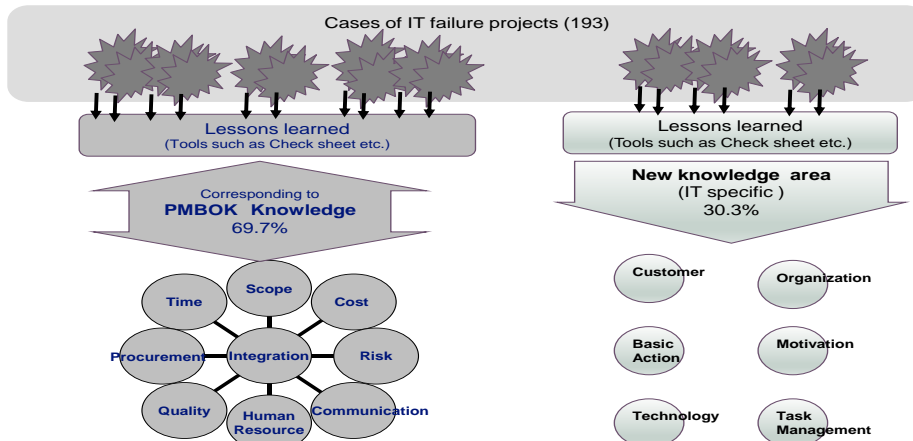 Cases of IT failure projects (193)
Lessons learned
(Tools such as Check sheet etc.)
Corresponding to
PMBOK Knowledge
69.7%
Scope
Time
Cost
Procurement
Integration
Risk
Quality
Human
Resource
Communication
Lessons learned
(Tools such as Check sheet etc.)
New knowledge area
(IT specific )
30.3%
Customer
Organization
Basic
Action
Motivation
Technology
Task
Management